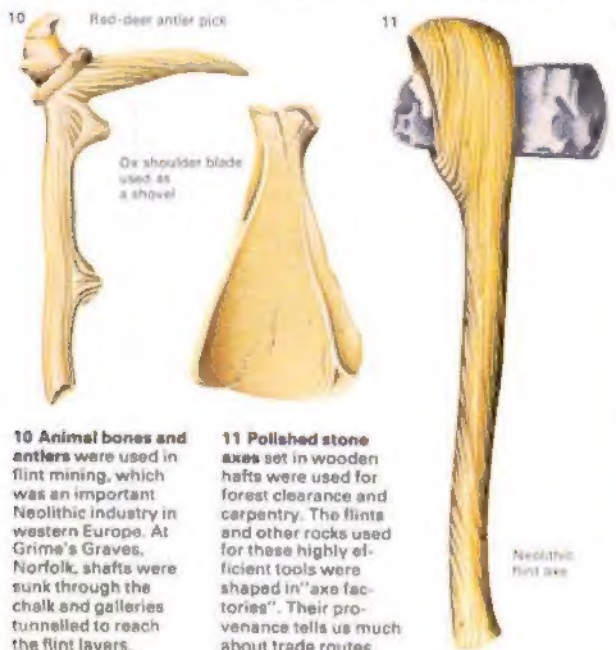 10
Red-deer antler pick
Ox shoulder blade
used as
a shovel
11
10 Animal bones and
antlers were used in
flint mining, which
was an important
Neolithic industry in
western Europe. At
Grime's Graves,
Norfolk, shafts were
sunk through the
chalk and galleries
tunnelled to reach
the flint layers.
11 Polished stone
axes set in wooden
hafts were used for
forest clearance and
carpentry. The flints
and other rocks used
for these highly ef-
ficient tools were
shaped in "axe fac-
tories". Their pro-
venance tells us much
about trade routes.
Neolithic
flint axe